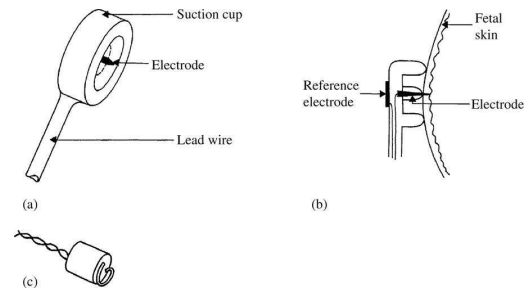 Suction cup
Electrode
Lead wire
(a)
Fetal
skin
Reference
electrode
Electrode
(b)
(c)